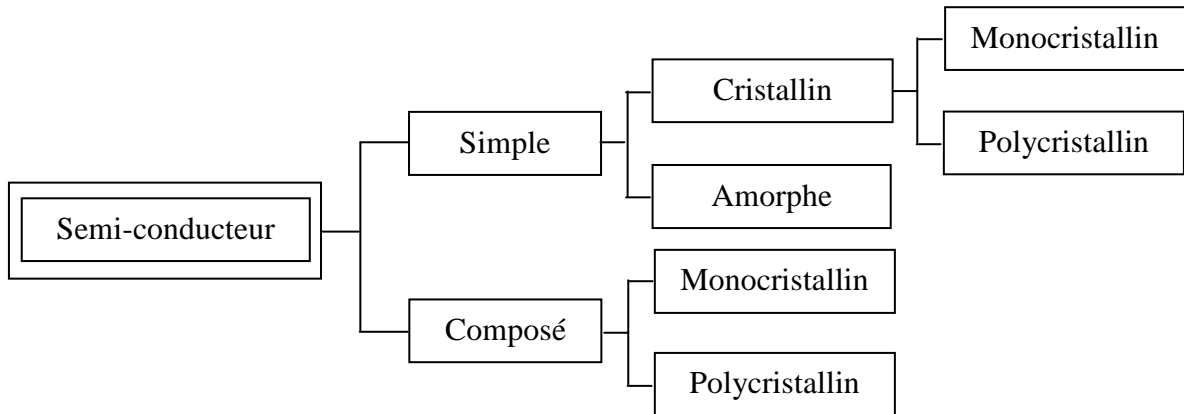 Semi-conducteur
Simple
Cristallin
Monocristallin
Polycristallin
Amorphe
Composé
Monocristallin
Polycristallin